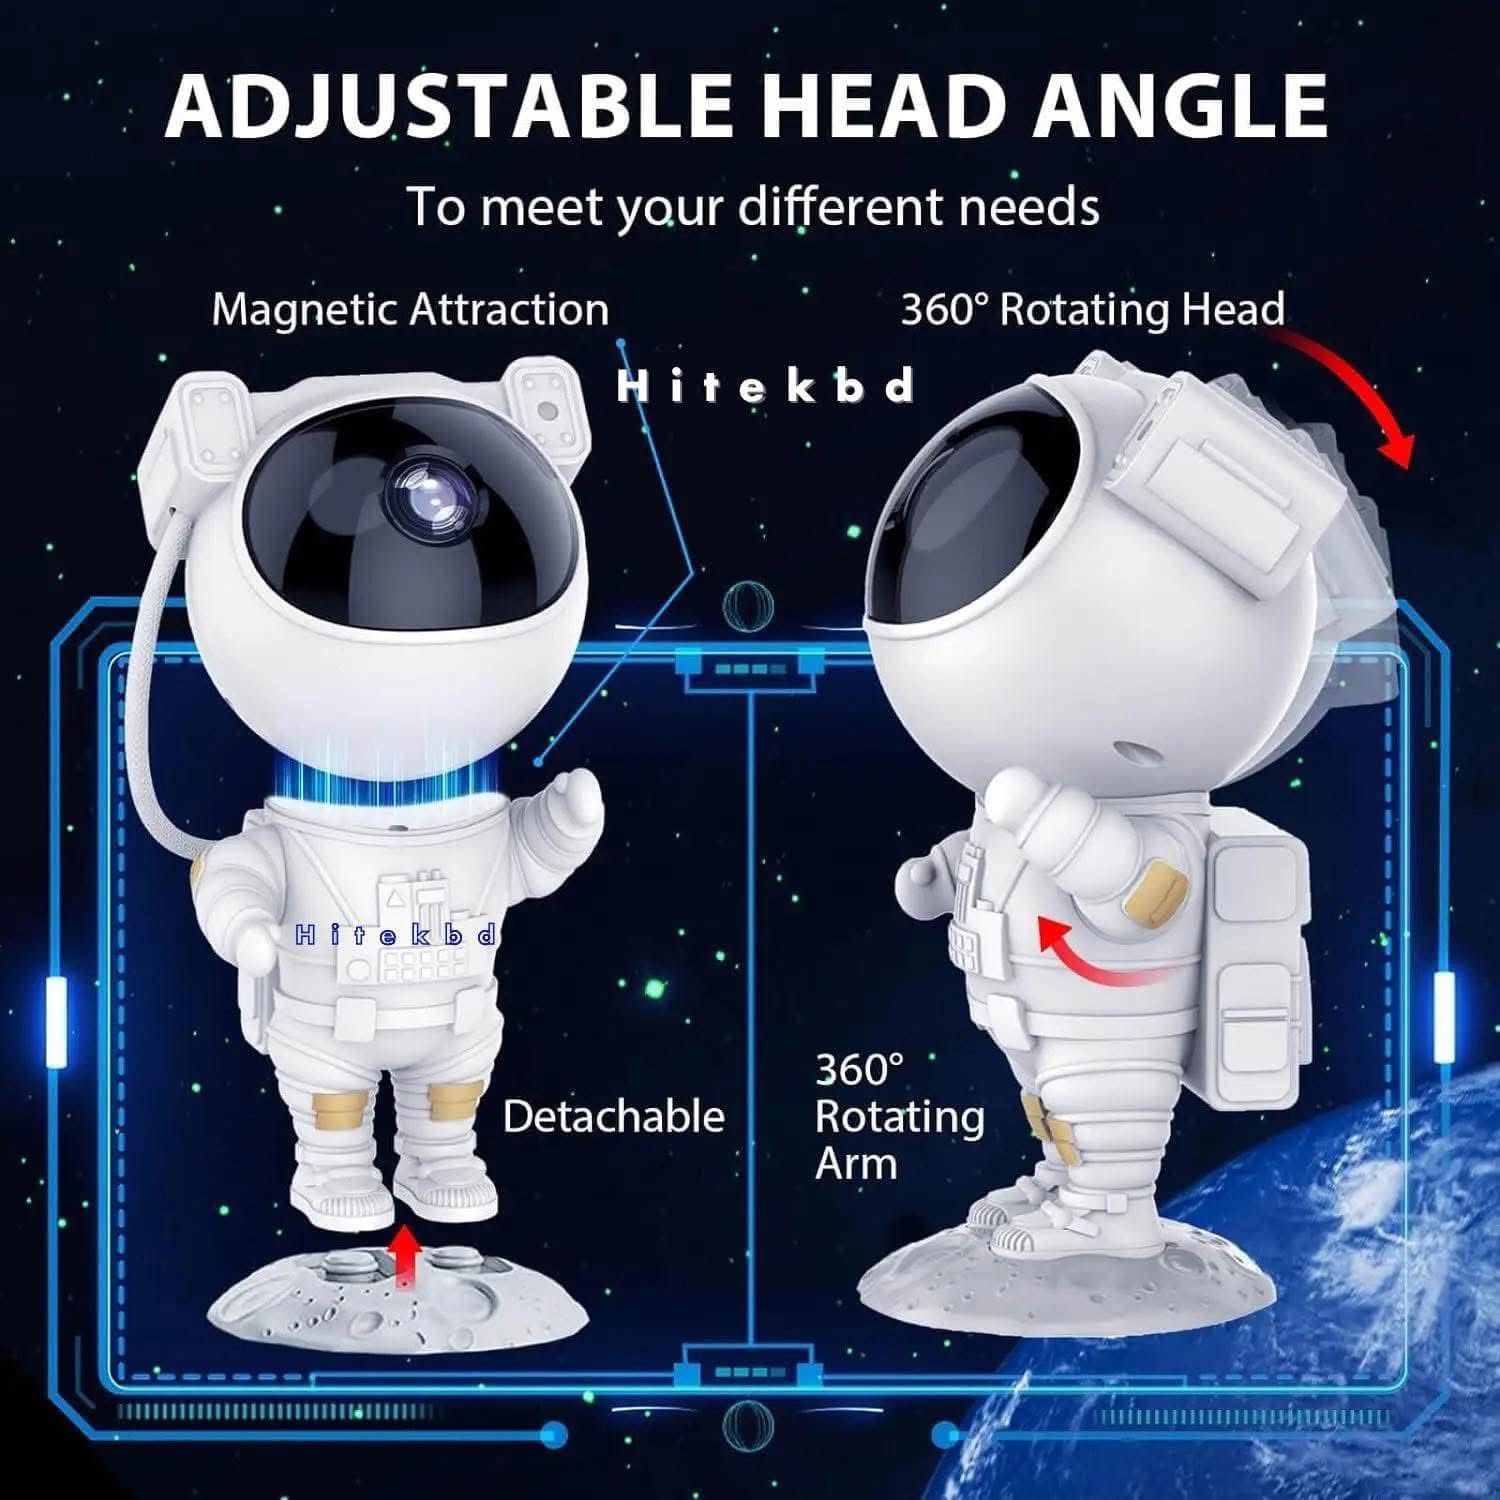 ADJUSTABLE HEAD ANGLE
To meet your different needs
Magnetic Attraction
360° Rotating Head
Hitekbd
Hitekbd
Detachable
360°
Rotating
Arm